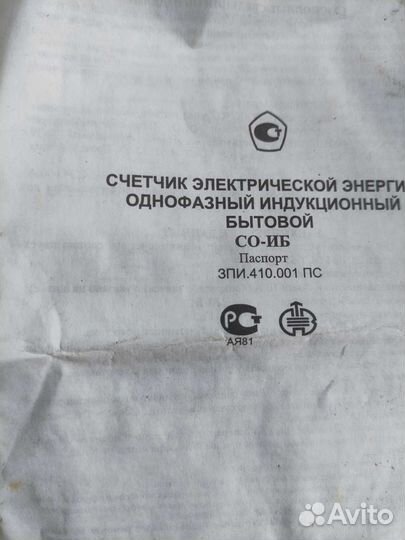 СЧЕТЧИК ЭЛЕКТРИЧЕСКОЙ ЭНЕРГИ
ОДНОФАЗНЫЙ ИНДУКЦИОННЫЙ
БЫТОВОЙ
СО-ИБ
Паспорт
ЗПИ.410.001 ПС
АЯ81
Avito